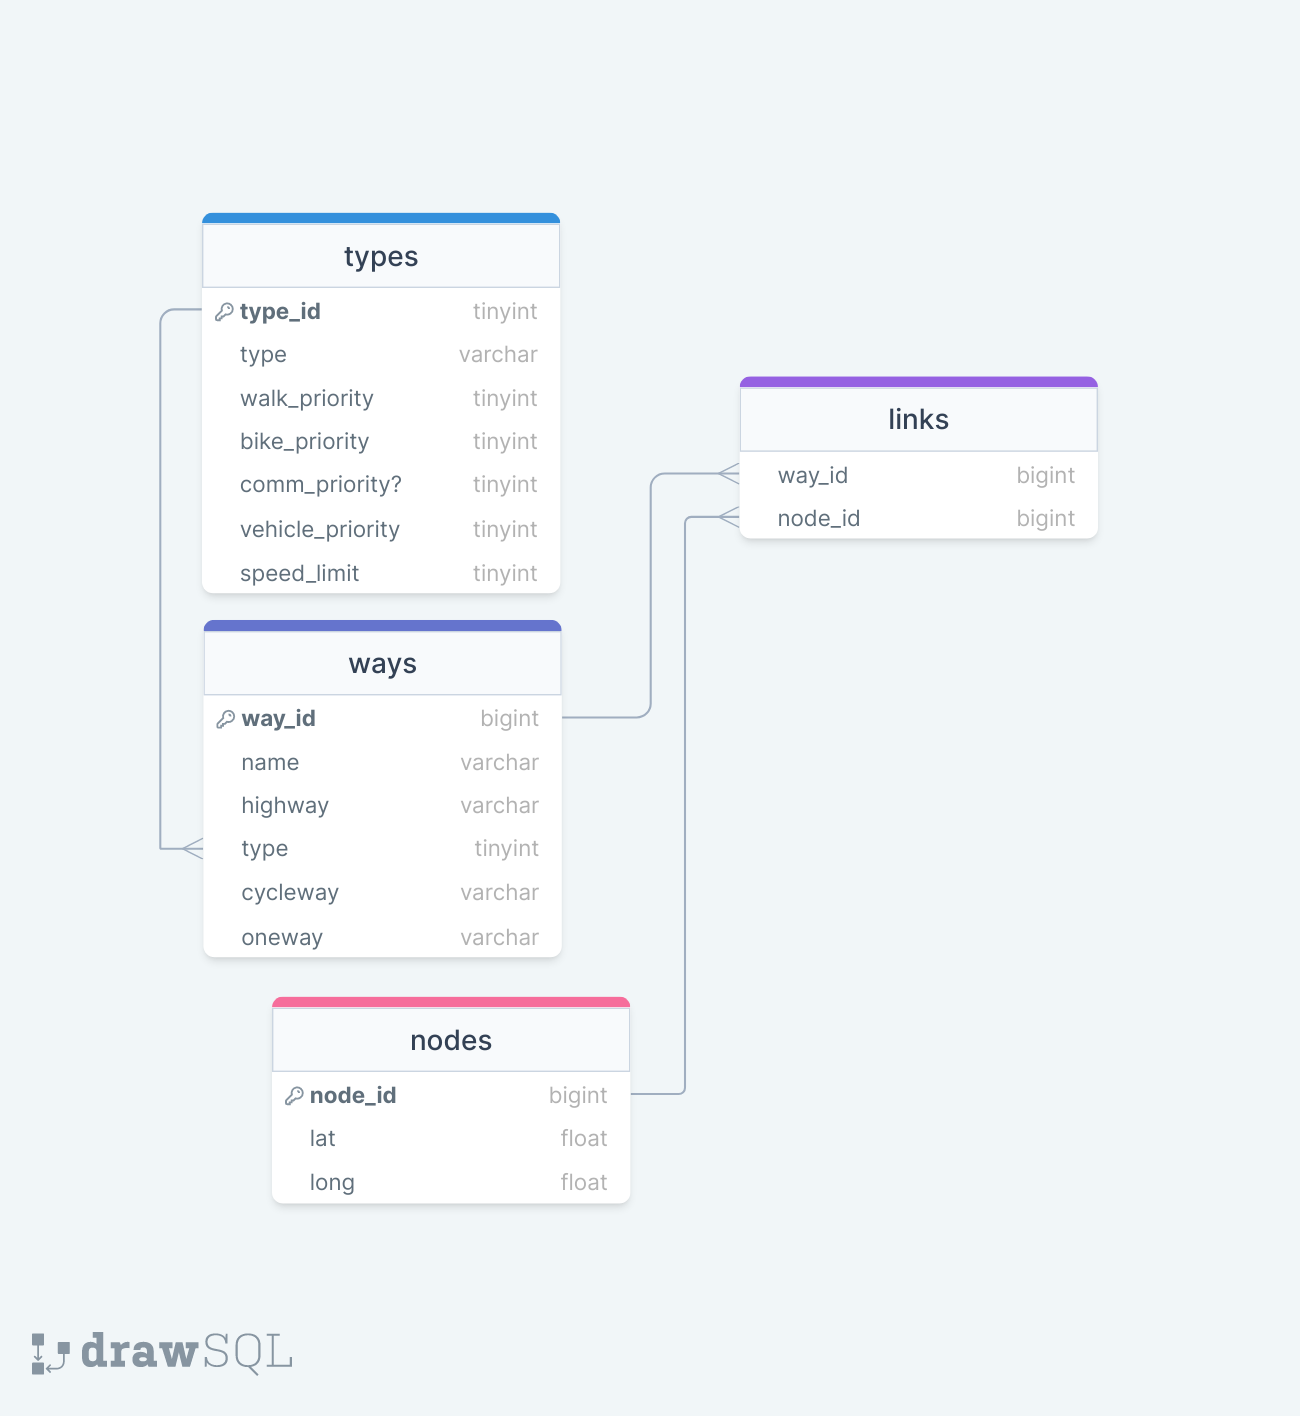 types
type_id tinyint
type varchar
walk_priority tinyint
bike_priority tinyint
comm_priority? tinyint
vehicle_priority tinyint
speed_limit tinyint
links
way_id bigint
node_id bigint
ways
way_id bigint
name varchar
highway varchar
type tinyint
cycleway varchar
oneway varchar
nodes
node_id bigint
lat float
long float
drawSQL